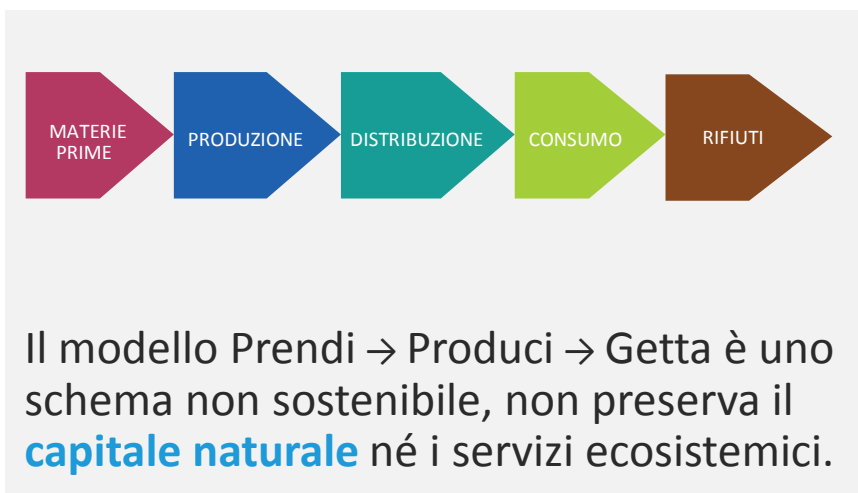 MATERIE
PRIME
PRODUZIONE
DISTRIBUZIONE
CONSUMO
RIFIUTI
Il modello Prendi → Produci → Getta è uno
schema non sostenibile, non preserva il
capitale naturale né i servizi ecosistemici.